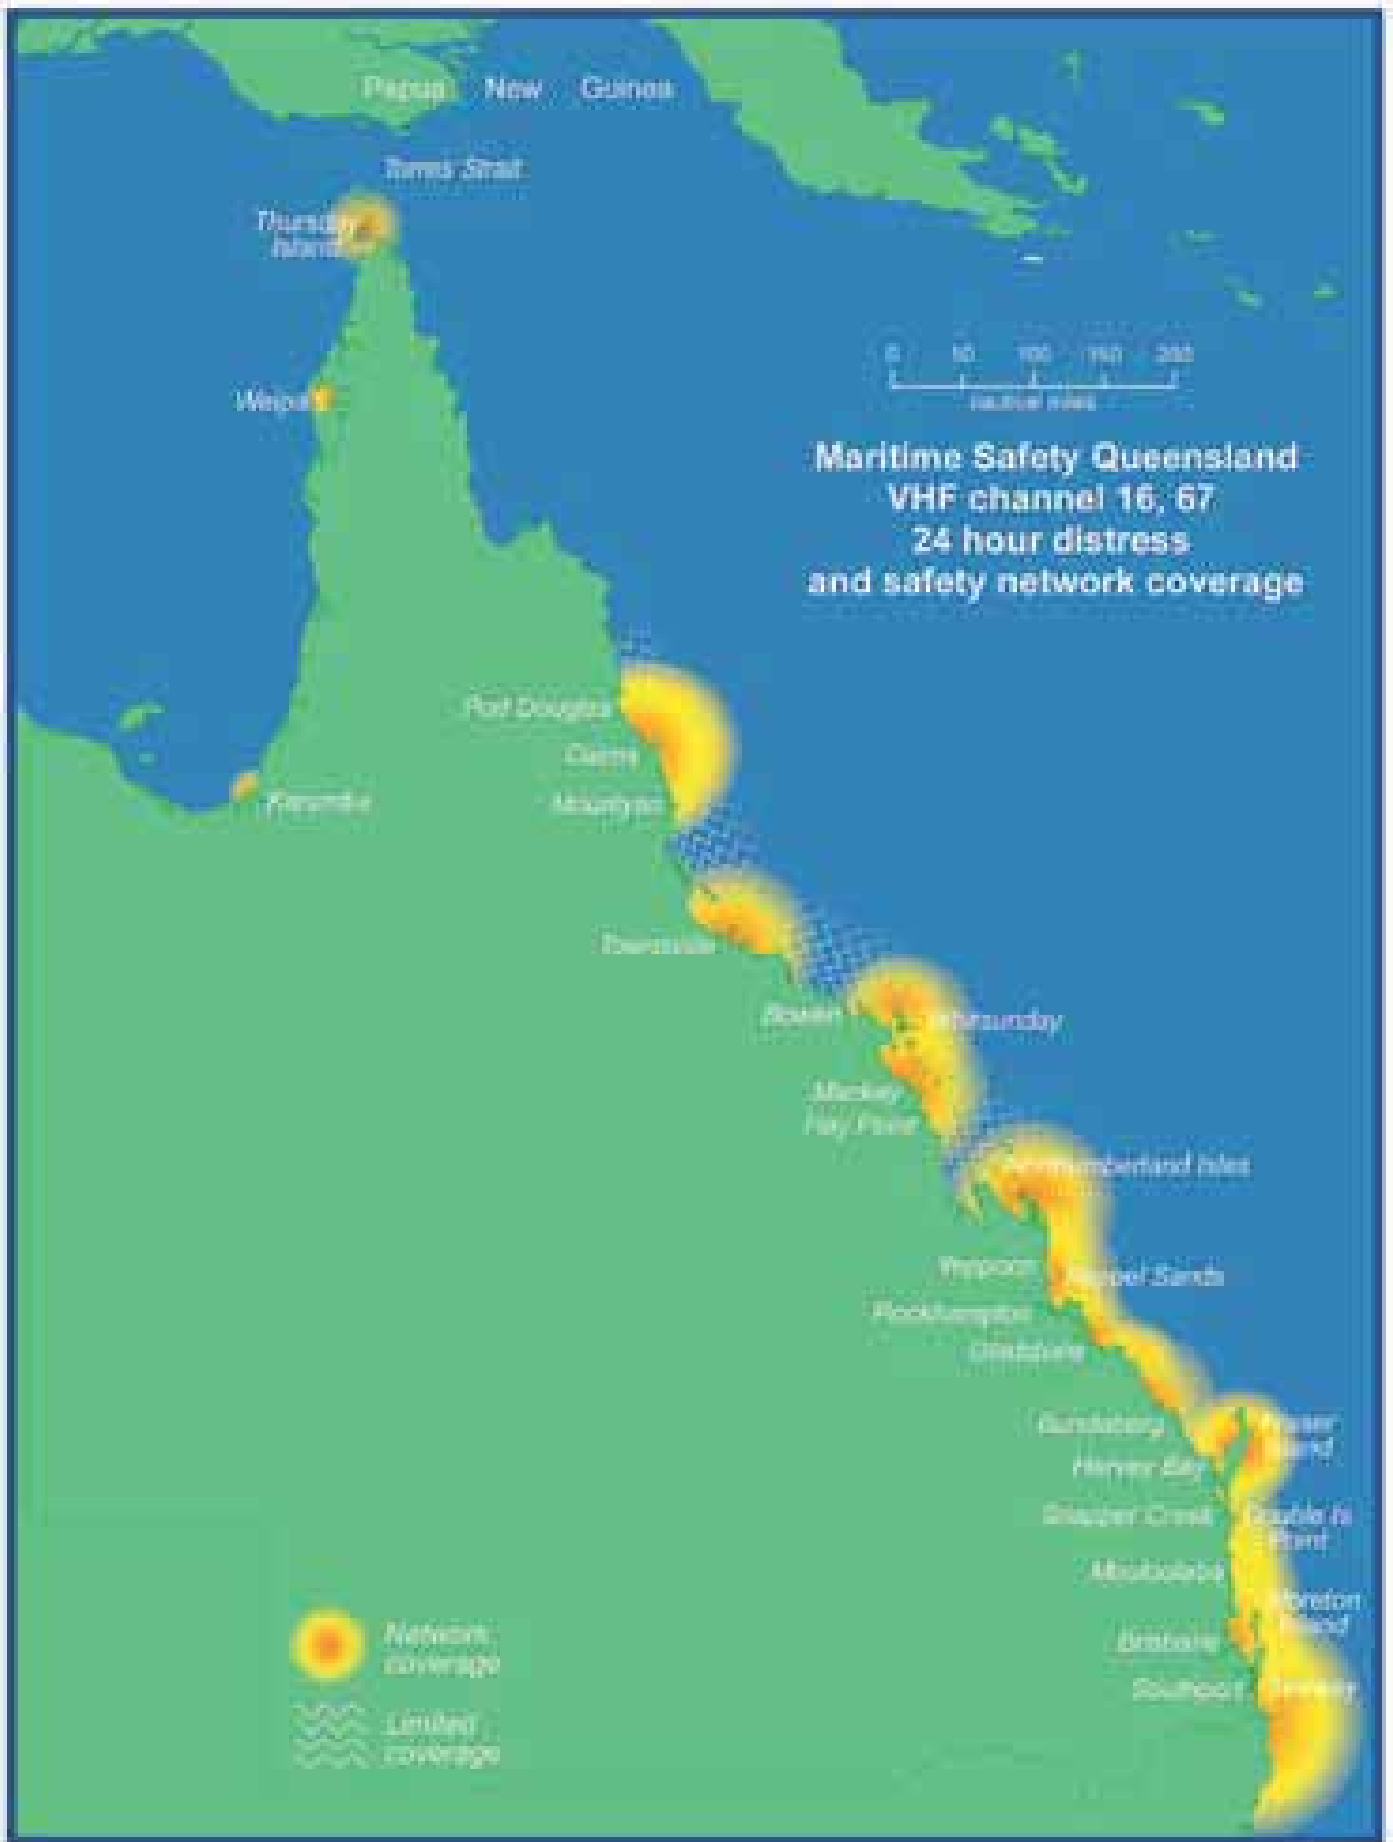 Papua New Guinea
Torres Strait
Thursday
Island
0 50 100 150 200
nautical miles
Weipa
Maritime Safety Queensland
VHF channel 16, 67
24 hour distress
and safety network coverage
Port Douglas
Cairns
Karumba
Mourilyan
Townsville
Bowen
Whitsunday
Mackay
Hay Point
Northumberland Isles
Yeppoon
Keppel Sands
Rockhampton
Gladstone
Bundaberg
Fraser
Island
Hervey Bay
Snapper Creek
Double Is
Point
Mooloolaba
Moreton
Island
Brisbane
Southport
Network
coverage
Limited
coverage